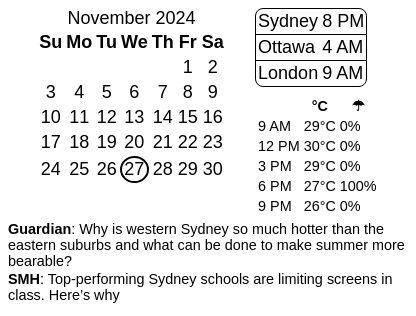 November 2024
Su Mo Tu We Th Fr Sa
1 2
3 4 5 6 7 8 9
10 11 12 13 14 15 16
17 18 19 20 21 22 23
24 25 26 27 28 29 30
Sydney 8 PM
Ottawa 4 AM
London 9 AM
°C ☂
9 AM 29°C 0%
12 PM 30°C 0%
3 PM 29°C 0%
6 PM 27°C 100%
9 PM 26°C 0%
Guardian: Why is western Sydney so much hotter than the
eastern suburbs and what can be done to make summer more
bearable?
SMH: Top-performing Sydney schools are limiting screens in
class. Here’s why